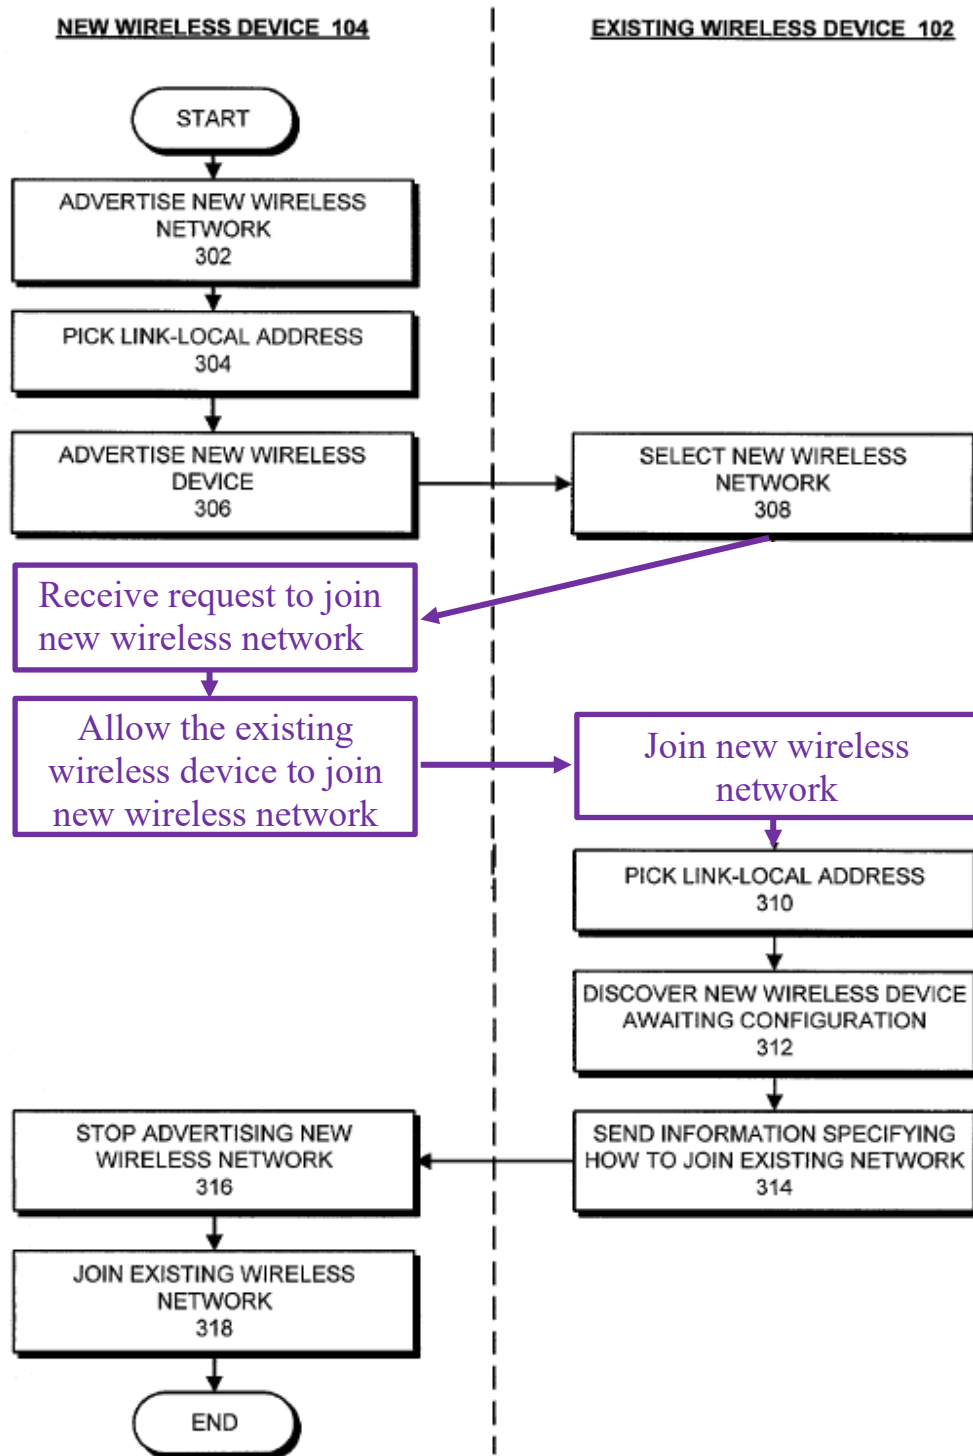 NEW WIRELESS DEVICE 104
EXISTING WIRELESS DEVICE 102
START
ADVERTISE NEW WIRELESS
NETWORK
302
PICK LINK-LOCAL ADDRESS
304
ADVERTISE NEW WIRELESS
DEVICE
306
SELECT NEW WIRELESS
NETWORK
308
Receive request to join
new wireless network
Allow the existing
wireless device to join
new wireless network
Join new wireless
network
PICK LINK-LOCAL ADDRESS
310
DISCOVER NEW WIRELESS DEVICE
AWAITING CONFIGURATION
312
SEND INFORMATION SPECIFYING
HOW TO JOIN EXISTING NETWORK
314
STOP ADVERTISING NEW
WIRELESS NETWORK
316
JOIN EXISTING WIRELESS
NETWORK
318
END